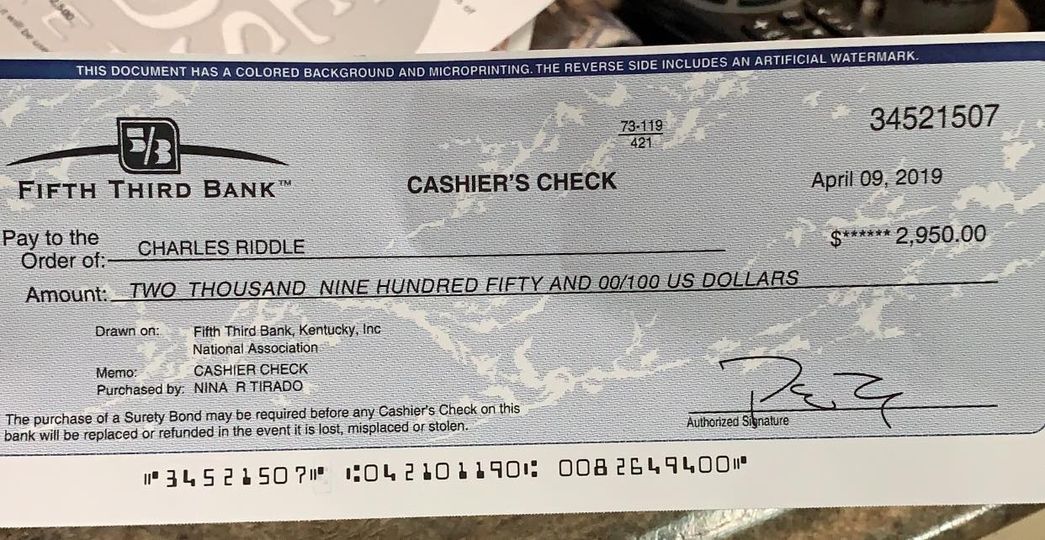 THIS DOCUMENT HAS A COLORED BACKGROUND AND MICROPRINTING. THE REVERSE SIDE INCLUDES AN ARTIFICIAL WATERMARK.
34521507
73-119
421
5/3
FIFTH THIRD BANK™
CASHIER'S CHECK
April 09, 2019
Pay to the
Order of: CHARLES RIDDLE
$****** 2,950.00
Amount: TWO THOUSAND NINE HUNDRED FIFTY AND 00/100 US DOLLARS
Drawn on: Fifth Third Bank, Kentucky, Inc
National Association
Memo: CASHIER CHECK
Purchased by: NINA R TIRADO
The purchase of a Surety Bond may be required before any Cashier's Check on this
bank will be replaced or refunded in the event it is lost, misplaced or stolen.
Authorized Signature
⑈34521507⑈ ⑆042101190⑆ 0082649400⑈